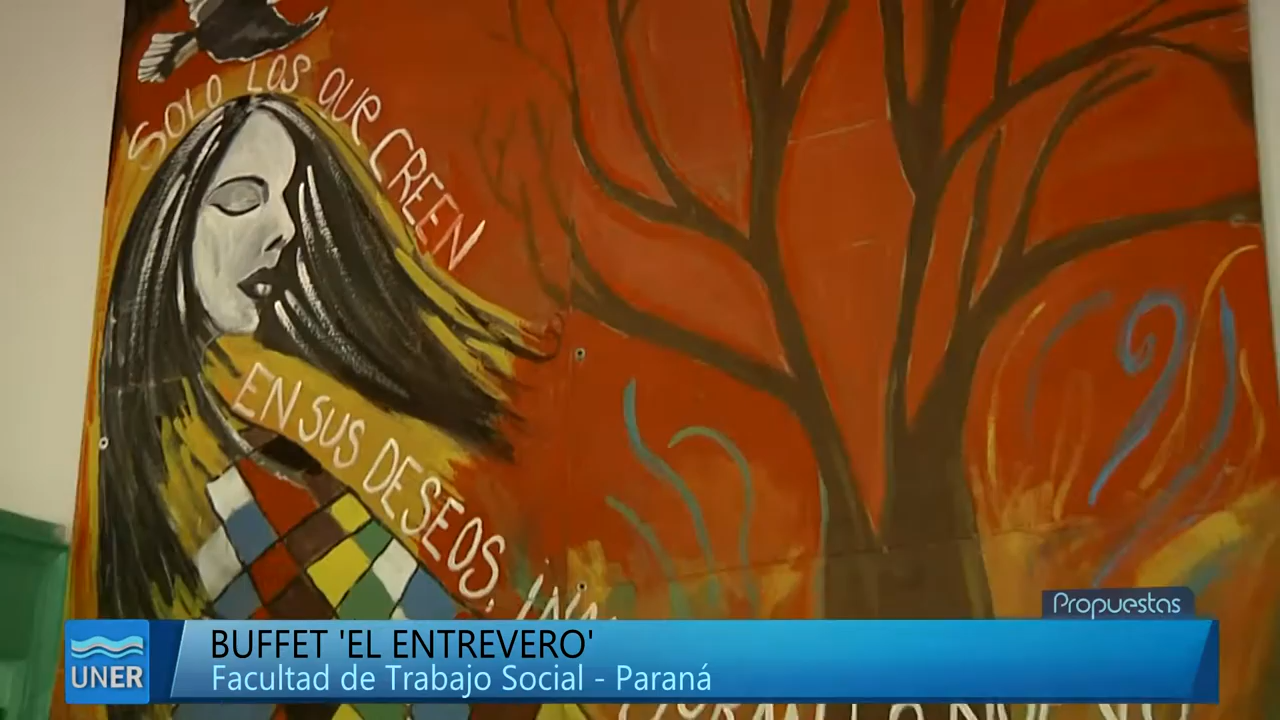 SOLO LOS QUE CREEN
EN SUS DESEOS,
Propuestas
UNER
BUFFET 'EL ENTREVERO'
Facultad de Trabajo Social - Paraná